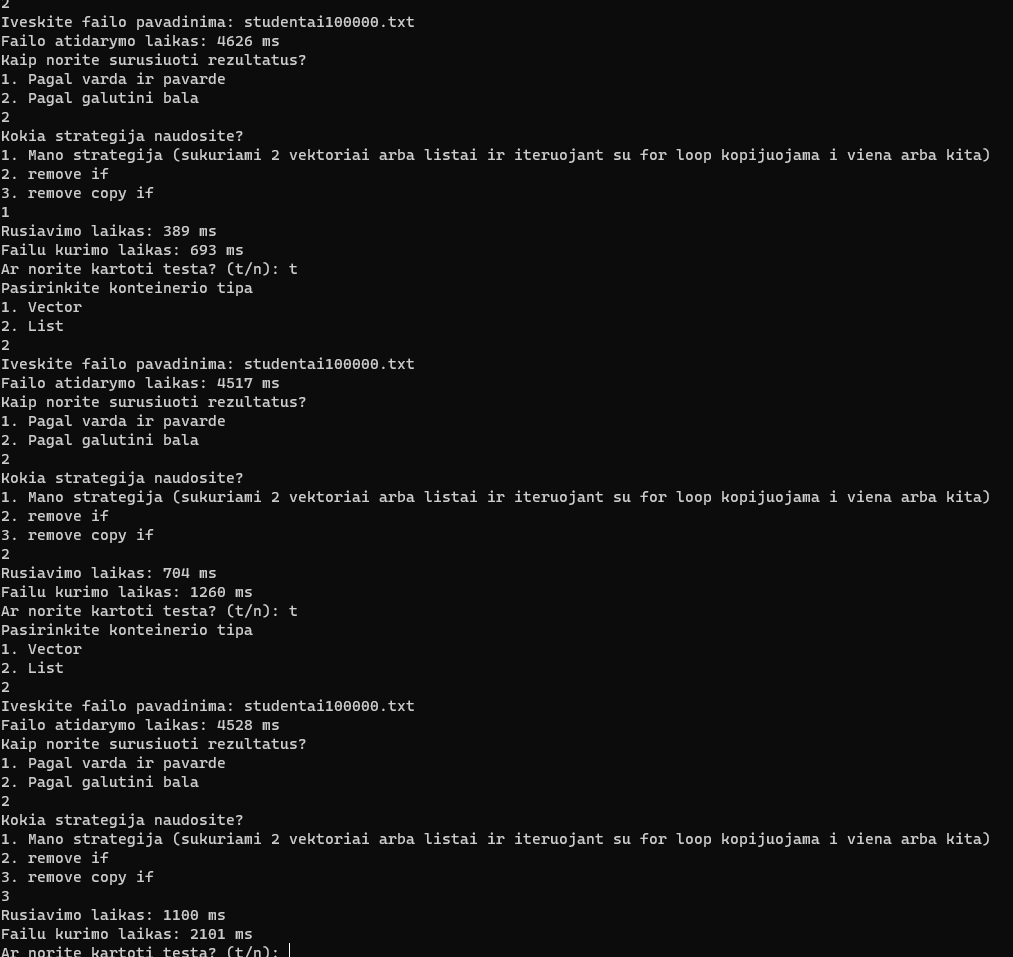 2
Iveskite failo pavadinima: studentai100000.txt
Failo atidarymo laikas: 4626 ms
Kaip norite surusiuoti rezultatus?
1. Pagal varda ir pavarde
2. Pagal galutini bala
2
Kokia strategija naudosite?
1. Mano strategija (sukuriami 2 vektoriai arba listai ir iteruojant su for loop kopijuojama i viena arba kita)
2. remove if
3. remove copy if
1
Rusiavimo laikas: 389 ms
Failu kurimo laikas: 693 ms
Ar norite kartoti testa? (t/n): t
Pasirinkite konteinerio tipa
1. Vector
2. List
2
Iveskite failo pavadinima: studentai100000.txt
Failo atidarymo laikas: 4517 ms
Kaip norite surusiuoti rezultatus?
1. Pagal varda ir pavarde
2. Pagal galutini bala
2
Kokia strategija naudosite?
1. Mano strategija (sukuriami 2 vektoriai arba listai ir iteruojant su for loop kopijuojama i viena arba kita)
2. remove if
3. remove copy if
2
Rusiavimo laikas: 704 ms
Failu kurimo laikas: 1260 ms
Ar norite kartoti testa? (t/n): t
Pasirinkite konteinerio tipa
1. Vector
2. List
2
Iveskite failo pavadinima: studentai100000.txt
Failo atidarymo laikas: 4528 ms
Kaip norite surusiuoti rezultatus?
1. Pagal varda ir pavarde
2. Pagal galutini bala
2
Kokia strategija naudosite?
1. Mano strategija (sukuriami 2 vektoriai arba listai ir iteruojant su for loop kopijuojama i viena arba kita)
2. remove if
3. remove copy if
3
Rusiavimo laikas: 1100 ms
Failu kurimo laikas: 2101 ms
Ar norite kartoti testa? (t/n):